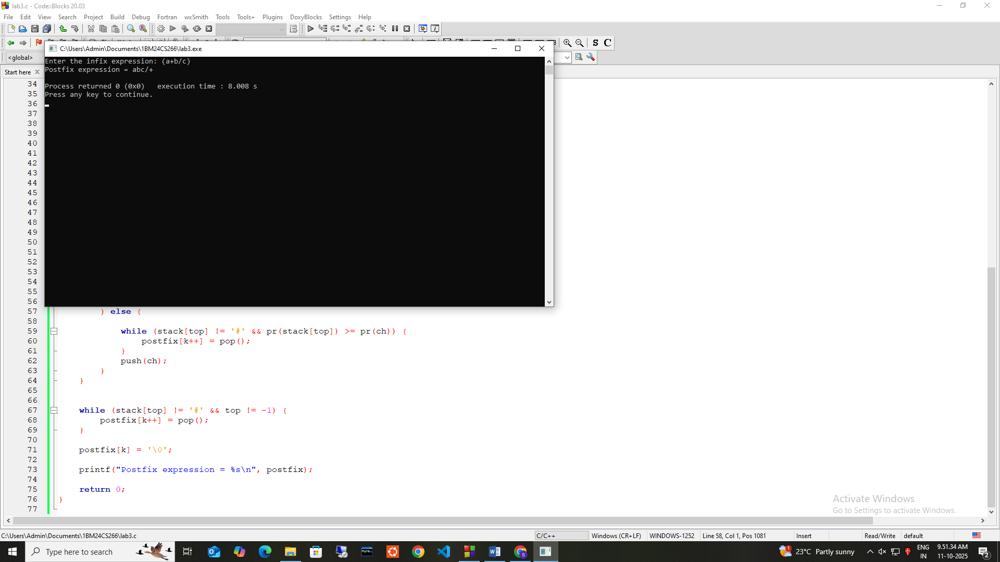 lab3.c - Code::Blocks 20.03
File Edit View Search Project Build Debug Fortran wxSmith Tools Tools+ Plugins DoxyBlocks Settings Help
S C
<global>
Start here
C:\Users\Admin\Documents\1BM24CS266\lab3.exe
Enter the infix expression: (a+b/c)
Postfix expression = abc/+
Process returned 0 (0x0)   execution time : 8.008 s
Press any key to continue.
34
35
36
37
38
39
40
41
42
43
44
45
46
47
48
49
50
51
52
53
54
55
56
57 } else {
58
59 while (stack[top] != '#' && pr(stack[top]) >= pr(ch)) {
60 postfix[k++] = pop();
61 }
62 push(ch);
63 }
64 }
65
66
67 while (stack[top] != '#' && top != -1) {
68 postfix[k++] = pop();
69 }
70
71 postfix[k] = '\0';
72
73 printf("Postfix expression = %s\n", postfix);
74
75 return 0;
76 }
77
Activate Windows
Go to Settings to activate Windows.
C:\Users\Admin\Documents\1BM24CS266\lab3.c C/C++ Windows (CR+LF) WINDOWS-1252 Line 58, Col 1, Pos 1081 Insert Read/Write default
Type here to search 23°C Partly sunny ENG IN 9.51.34 AM 11-10-2025 2